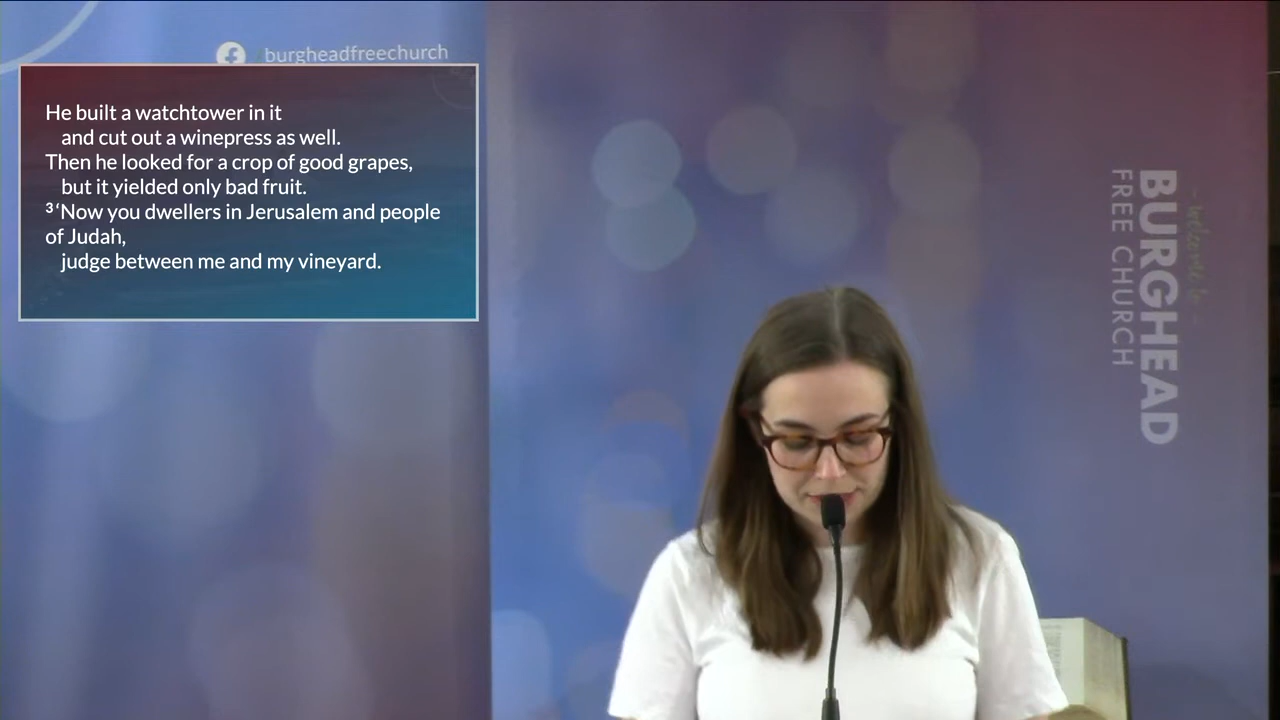 /burgheadfreechurch
He built a watchtower in it
and cut out a winepress as well.
Then he looked for a crop of good grapes,
but it yielded only bad fruit.
³‘Now you dwellers in Jerusalem and people
of Judah,
judge between me and my vineyard.
- welcome to -
BURGHEAD
FREE CHURCH